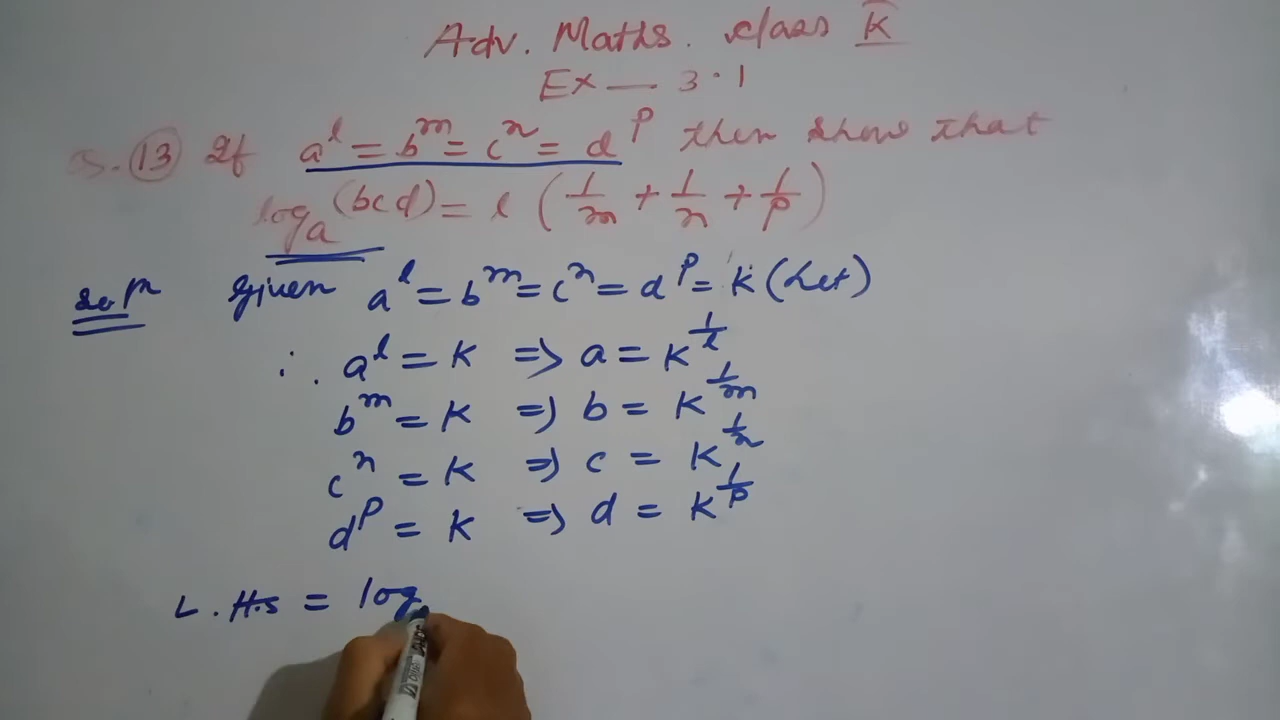 Adv. Maths. class K
Ex — 3.1
S. 13 If a^l = b^m = c^n = d^p then show that
log_a (bcd) = l (1/m + 1/n + 1/p)
Sol^n Given a^l = b^m = c^n = d^p = K (Let)
∴ a^l = K ⇒ a = K^(1/l)
b^m = K ⇒ b = K^(1/m)
c^n = K ⇒ c = K^(1/n)
d^p = K ⇒ d = K^(1/p)
L.H.S = log